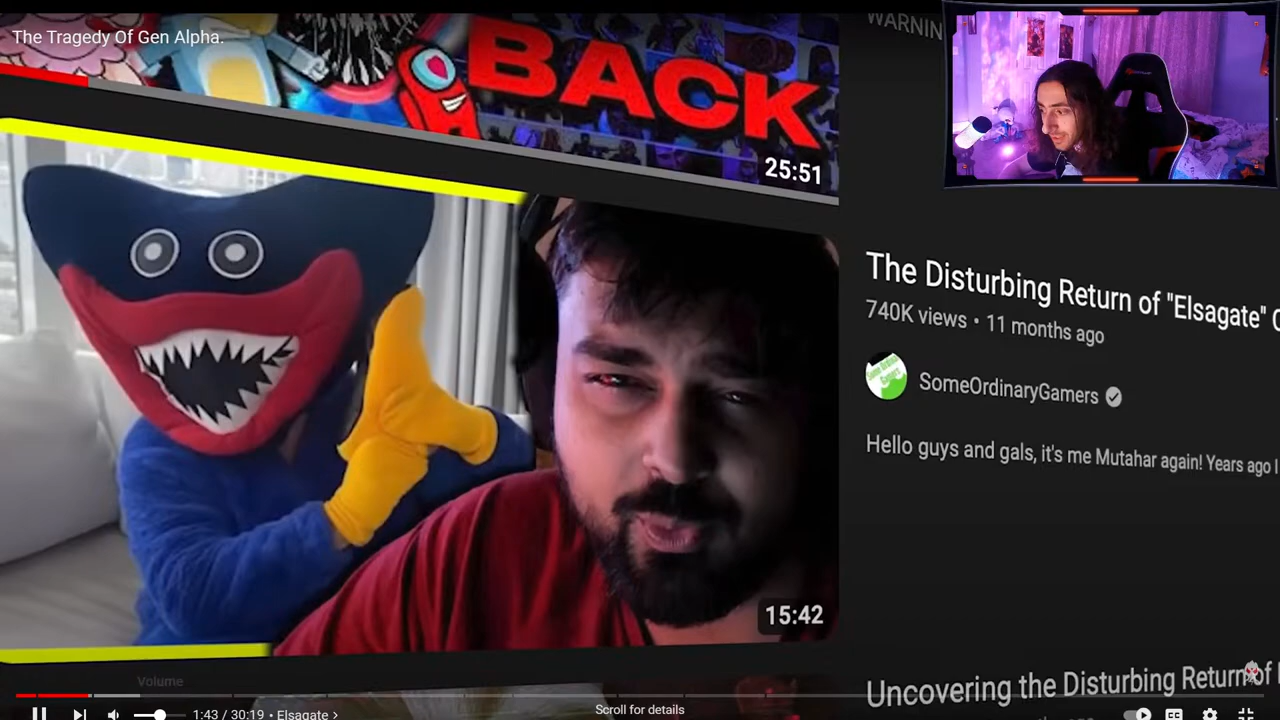 The Tragedy Of Gen Alpha.
WARNIN
BACK
25:51
The Disturbing Return of "Elsagate"
740K views • 11 months ago
SomeOrdinaryGamers
Hello guys and gals, it's me Mutahar again! Years ago I
15:42
Uncovering the Disturbing Return of
Volume
Scroll for details
1:43 / 30:19 • Elsagate >